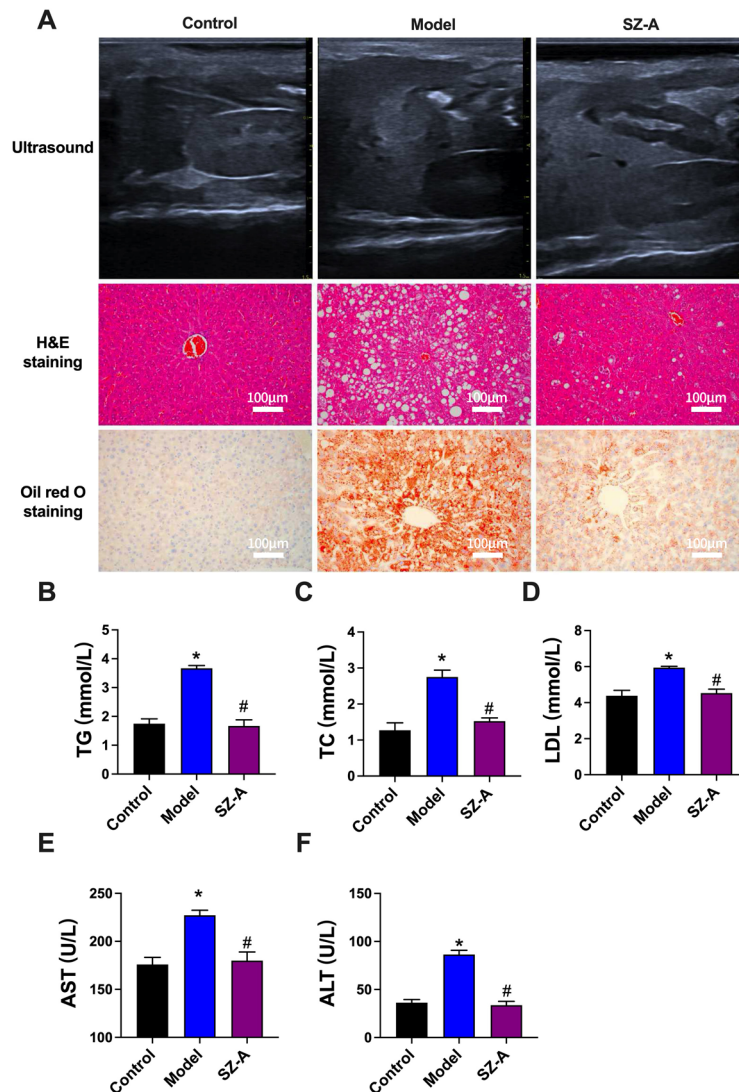 A
Control Model SZ-A
Ultrasound
H&E
staining
100μm 100μm 100μm
Oil red O
staining
100μm 100μm 100μm
B
TG (mmol/L)
5
4
3
2
1
0
*
#
Control Model SZ-A
C
TC (mmol/L)
4
3
2
1
0
*
#
Control Model SZ-A
D
LDL (mmol/L)
8
6
4
2
0
*
#
Control Model SZ-A
E
AST (U/L)
250
200
150
100
*
#
Control Model SZ-A
F
ALT (U/L)
150
100
50
0
*
#
Control Model SZ-A